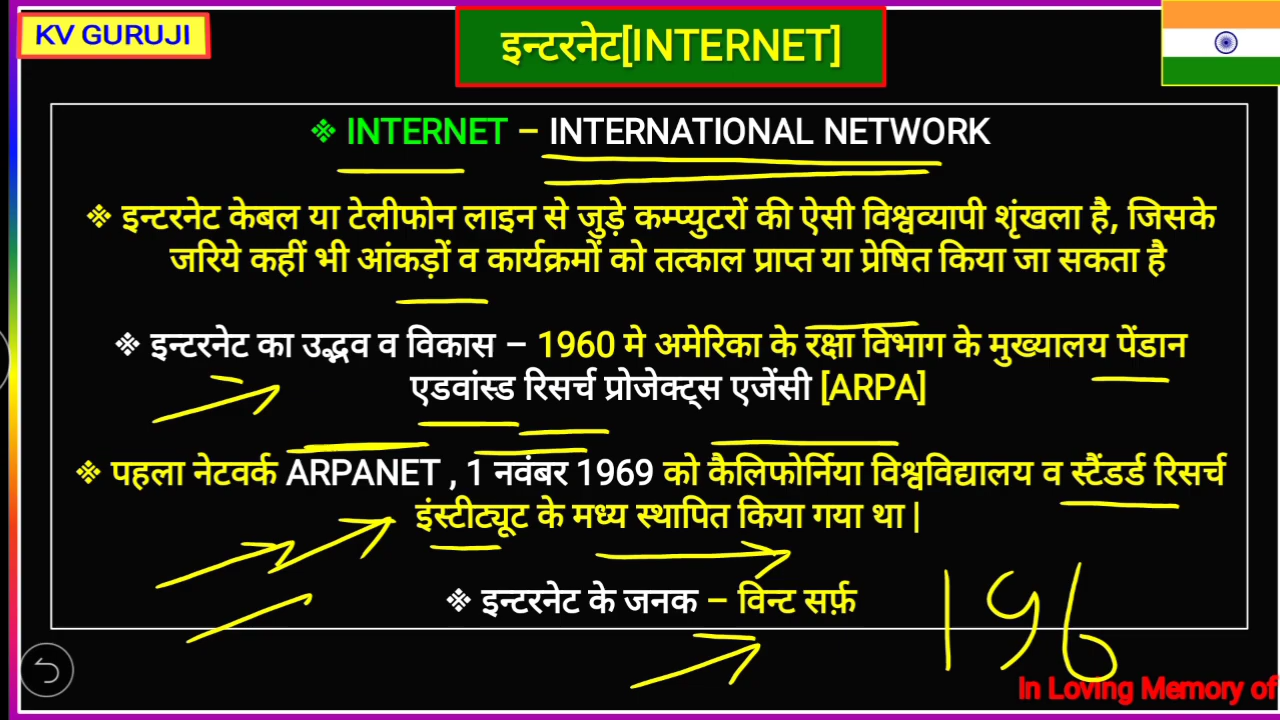 KV GURUJI
इन्टरनेट[INTERNET]
❖ INTERNET – INTERNATIONAL NETWORK
❖ इन्टरनेट केबल या टेलीफोन लाइन से जुड़े कम्प्युटरों की ऐसी विश्वव्यापी शृंखला है, जिसके
जरिये कहीं भी आंकड़ों व कार्यक्रमों को तत्काल प्राप्त या प्रेषित किया जा सकता है
❖ इन्टरनेट का उद्भव व विकास – 1960 मे अमेरिका के रक्षा विभाग के मुख्यालय पेंडान
एडवांस्ड रिसर्च प्रोजेक्ट्स एजेंसी [ARPA]
❖ पहला नेटवर्क ARPANET , 1 नवंबर 1969 को कैलिफोर्निया विश्वविद्यालय व स्टैंडर्ड रिसर्च
इंस्टीट्यूट के मध्य स्थापित किया गया था |
❖ इन्टरनेट के जनक – विन्ट सर्फ़
196
In Loving Memory of